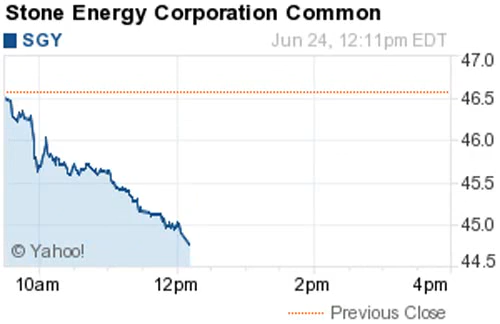 Stone Energy Corporation Common
SGY Jun 24, 12:11pm EDT
47.0
46.5
46.0
45.5
45.0
44.5
© Yahoo!
10am 12pm 2pm 4pm
Previous Close